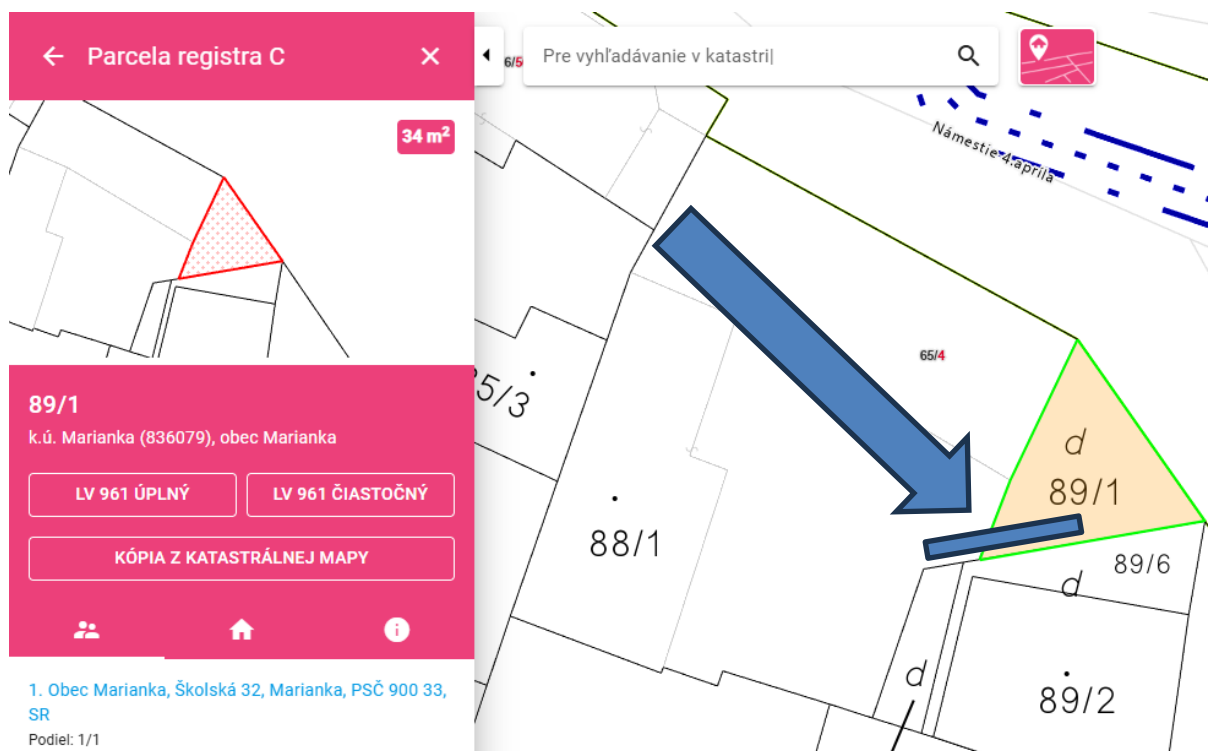 Parcela registra C
34 m²
89/1
k.ú. Marianka (836079), obec Marianka
LV 961 ÚPLNÝ
LV 961 ČIASTOČNÝ
KÓPIA Z KATASTRÁLNEJ MAPY
1. Obec Marianka, Školská 32, Marianka, PSČ 900 33,
SR
Podiel: 1/1
Pre vyhľadávanie v katastri
Námestie 4.apríla
65/4
5/3
d
89/1
88/1
89/6
d
d
89/2